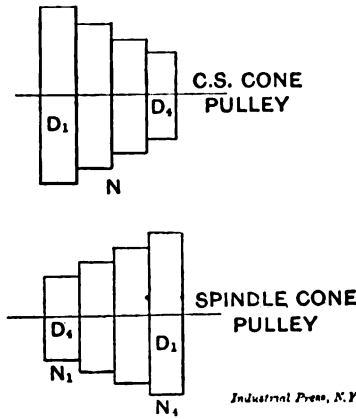 C.S. CONE
PULLEY
D₁
D₄
N
SPINDLE CONE
PULLEY
D₄
D₁
N₁
N₄
Industrial Press, N.Y